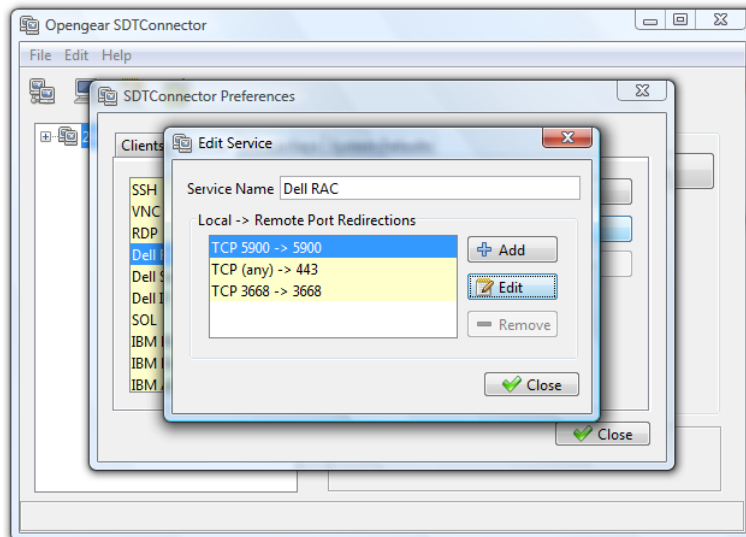 Opengear SDTConnector
File Edit Help
SDTConnector Preferences
Clients
Edit Service
SSH
VNC
RDP
Dell
Dell
Dell
SOL
IBM
IBM
IBM
Service Name Dell RAC
Local -> Remote Port Redirections
TCP 5900 -> 5900
TCP (any) -> 443
TCP 3668 -> 3668
Add
Edit
Remove
Close
Close